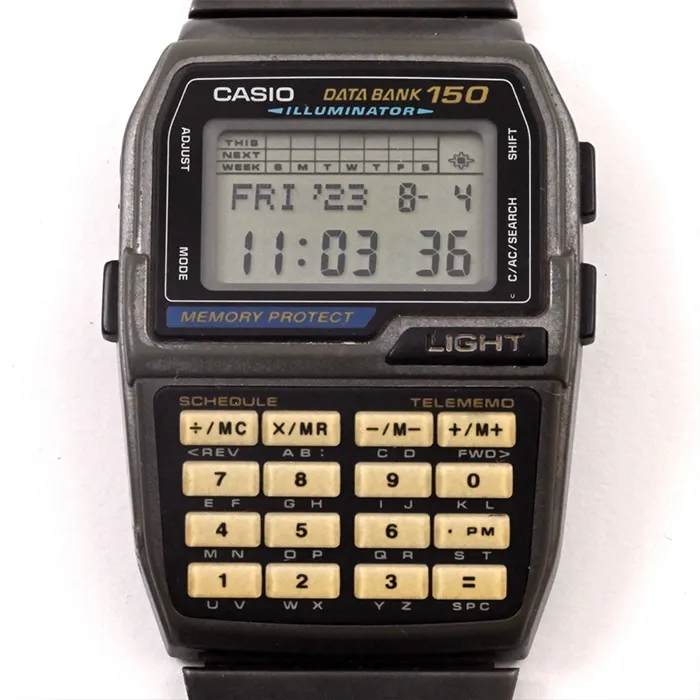 CASIO DATA BANK 150
ILLUMINATOR
ADJUST
SHIFT
THIS
NEXT
WEEK S M T W T F S
FRI '23 8- 4
11:03 36
MODE
C/AC/SEARCH
MEMORY PROTECT
LIGHT
SCHEDULE TELEMEMO
÷/MC ×/MR −/M− +/M+
<REV AB: CD FWD>
7 8 9 0
EF GH IJ KL
4 5 6 · PM
MN OP QR ST
1 2 3 =
UV WX YZ SPC